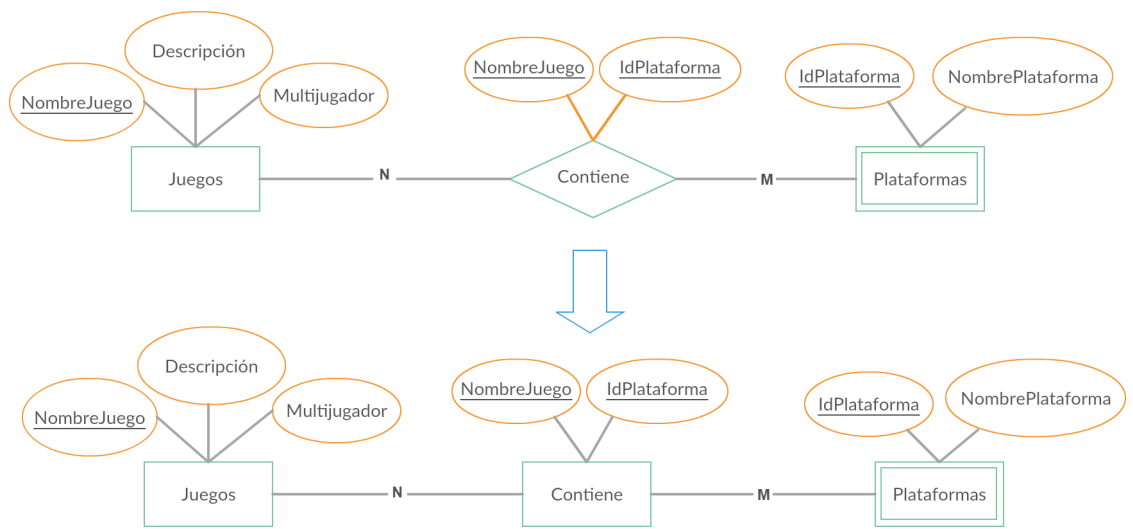 Descripción
NombreJuego
Multijugador
NombreJuego
IdPlataforma
IdPlataforma
NombrePlataforma
Juegos
N
Contiene
M
Plataformas
Descripción
NombreJuego
Multijugador
NombreJuego
IdPlataforma
IdPlataforma
NombrePlataforma
Juegos
N
Contiene
M
Plataformas